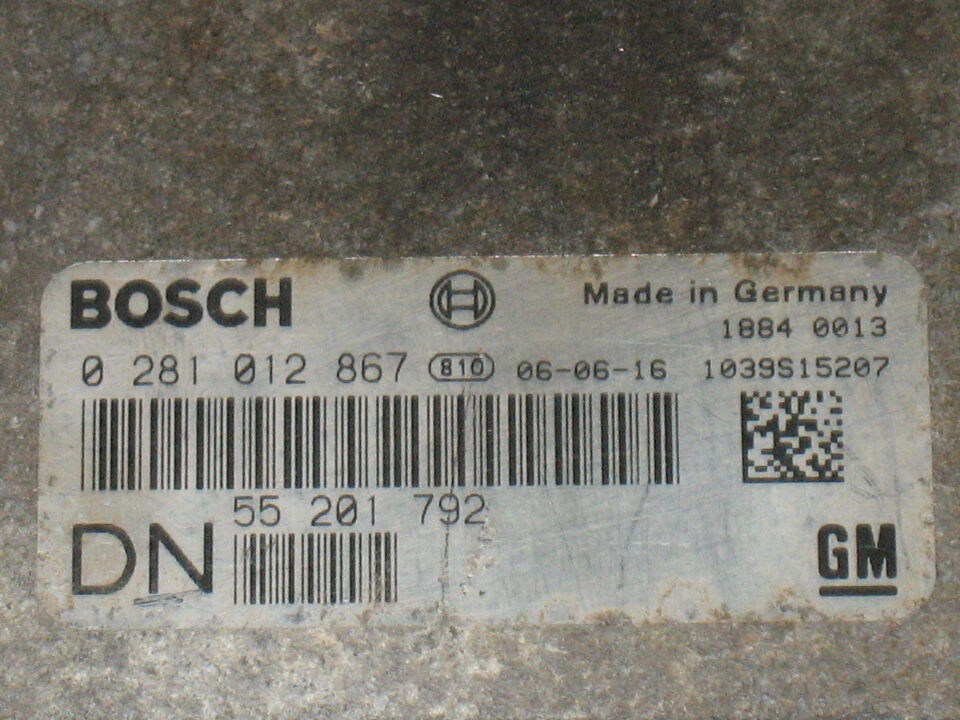 BOSCH
Made in Germany
1884 0013
0 281 012 867 810 06-06-16 1039S15207
55 201 792
DN
GM